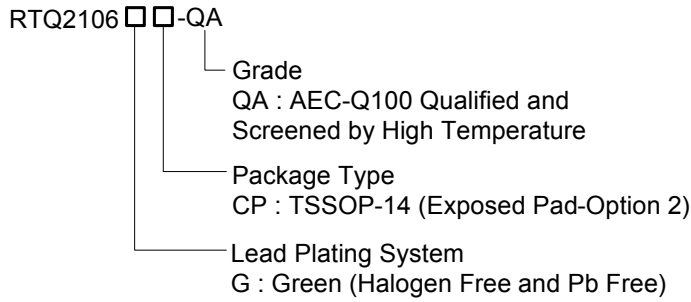 RTQ2106□□-QA
Grade
QA : AEC-Q100 Qualified and
Screened by High Temperature
Package Type
CP : TSSOP-14 (Exposed Pad-Option 2)
Lead Plating System
G : Green (Halogen Free and Pb Free)